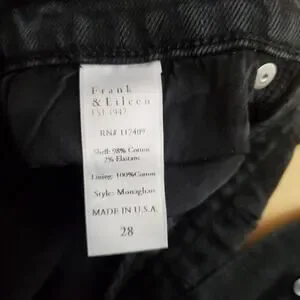 Frank
& Eileen
EST. 1947
RN# 117409
Shell: 98% Cotton
2% Elastane
Lining: 100%Cotton
Style: Monaghan
MADE IN U.S.A.
28